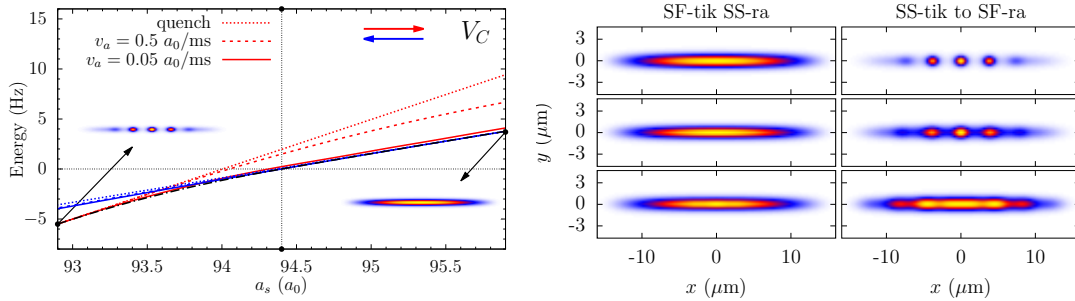 SF-tik SS-ra
SS-tik to SF-ra
quench
v_a = 0.5 a_0/ms
v_a = 0.05 a_0/ms
V_C
Energy (Hz)
15
10
5
0
−5
93
93.5
94
94.5
95
95.5
a_s (a_0)
y (μm)
3
0
−3
3
0
−3
3
0
−3
−10
0
10
−10
0
10
x (μm)
x (μm)